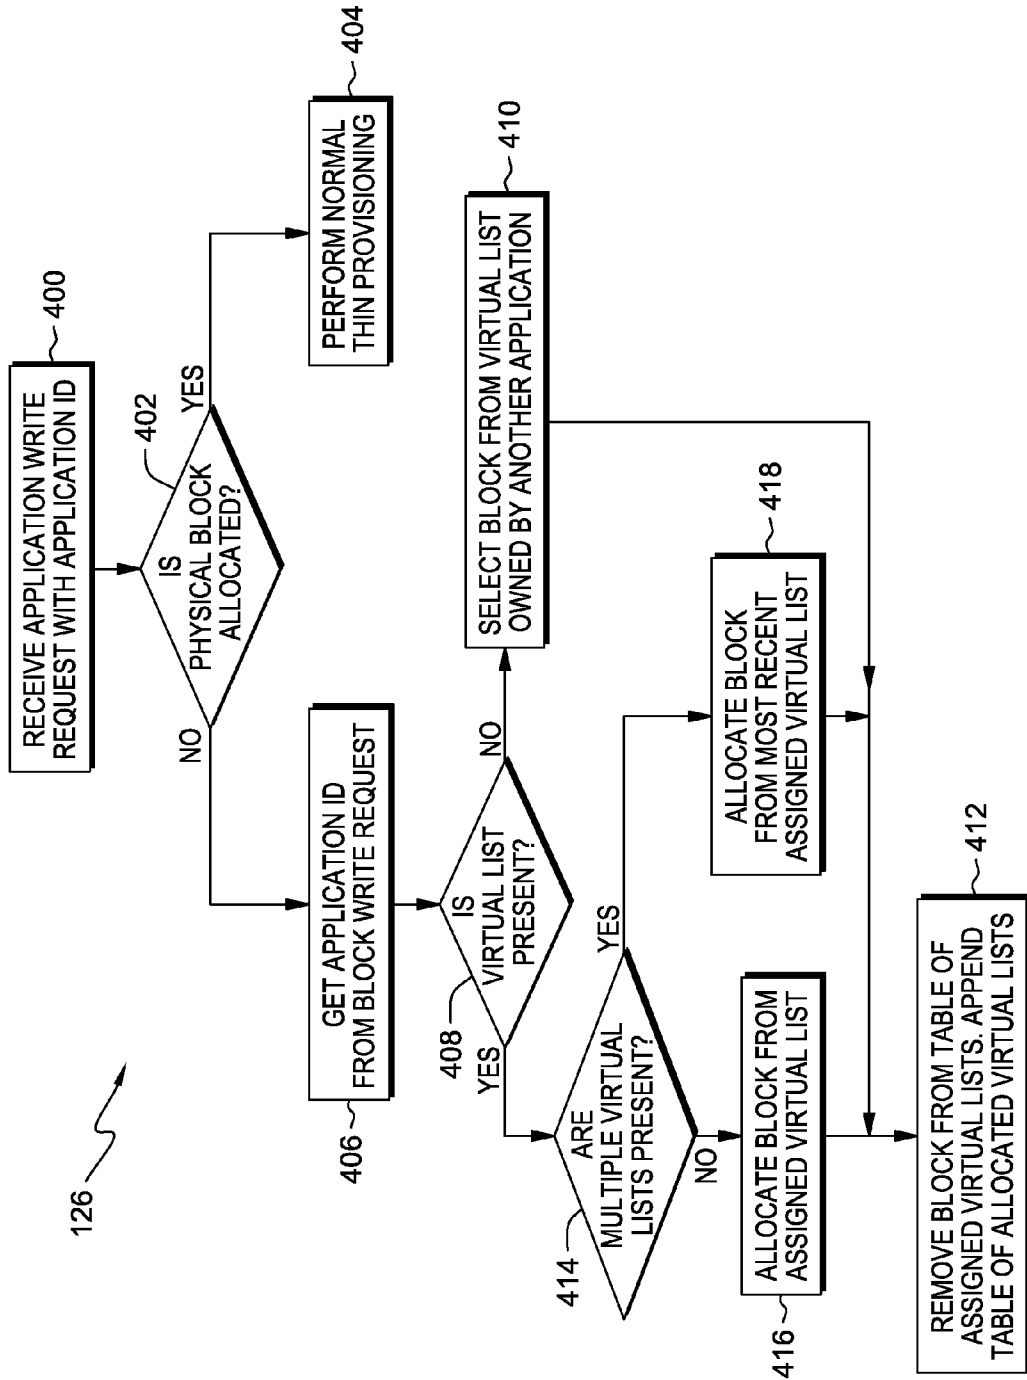 126
RECEIVE APPLICATION WRITE
REQUEST WITH APPLICATION ID
400
IS
PHYSICAL BLOCK
ALLOCATED?
402
YES
NO
PERFORM NORMAL
THIN PROVISIONING
404
GET APPLICATION ID
FROM BLOCK WRITE REQUEST
406
IS
VIRTUAL LIST
PRESENT?
408
NO
YES
SELECT BLOCK FROM VIRTUAL LIST
OWNED BY ANOTHER APPLICATION
410
ARE
MULTIPLE VIRTUAL
LISTS PRESENT?
414
YES
NO
ALLOCATE BLOCK
FROM MOST RECENT
ASSIGNED VIRTUAL LIST
418
ALLOCATE BLOCK FROM
ASSIGNED VIRTUAL LIST
416
REMOVE BLOCK FROM TABLE OF
ASSIGNED VIRTUAL LISTS. APPEND
TABLE OF ALLOCATED VIRTUAL LISTS
412